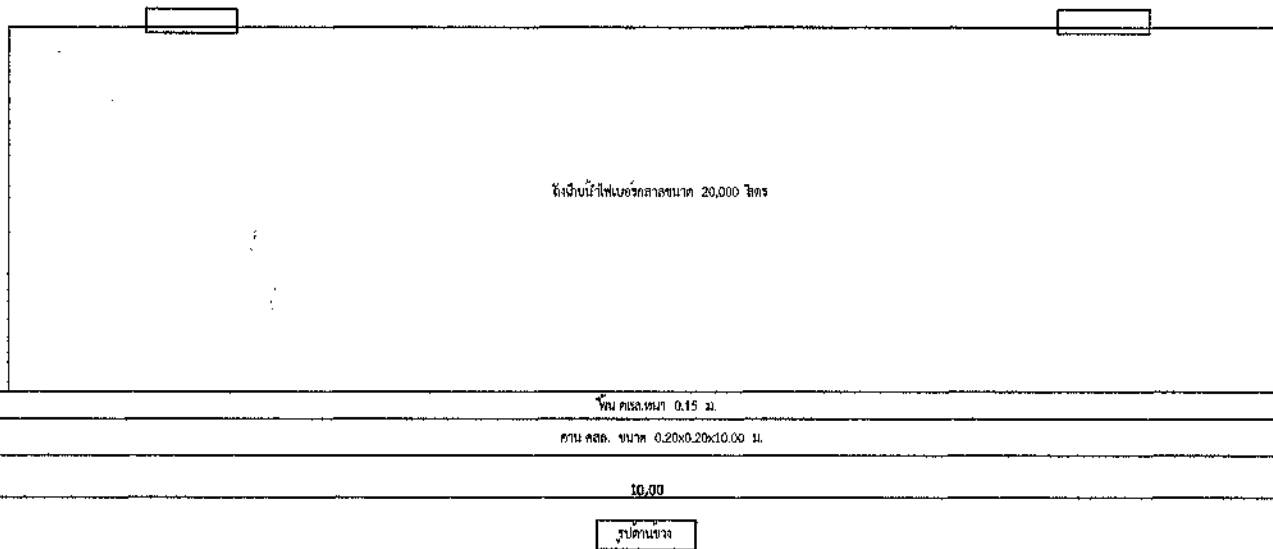 ถังเก็บน้ำไฟเบอร์กลาสขนาด 20,000 ลิตร
พื้น คสล.หนา 0.15 ม.
คาน คสล. ขนาด 0.20x0.20x10.00 ม.
10.00
รูปด้านขวาง